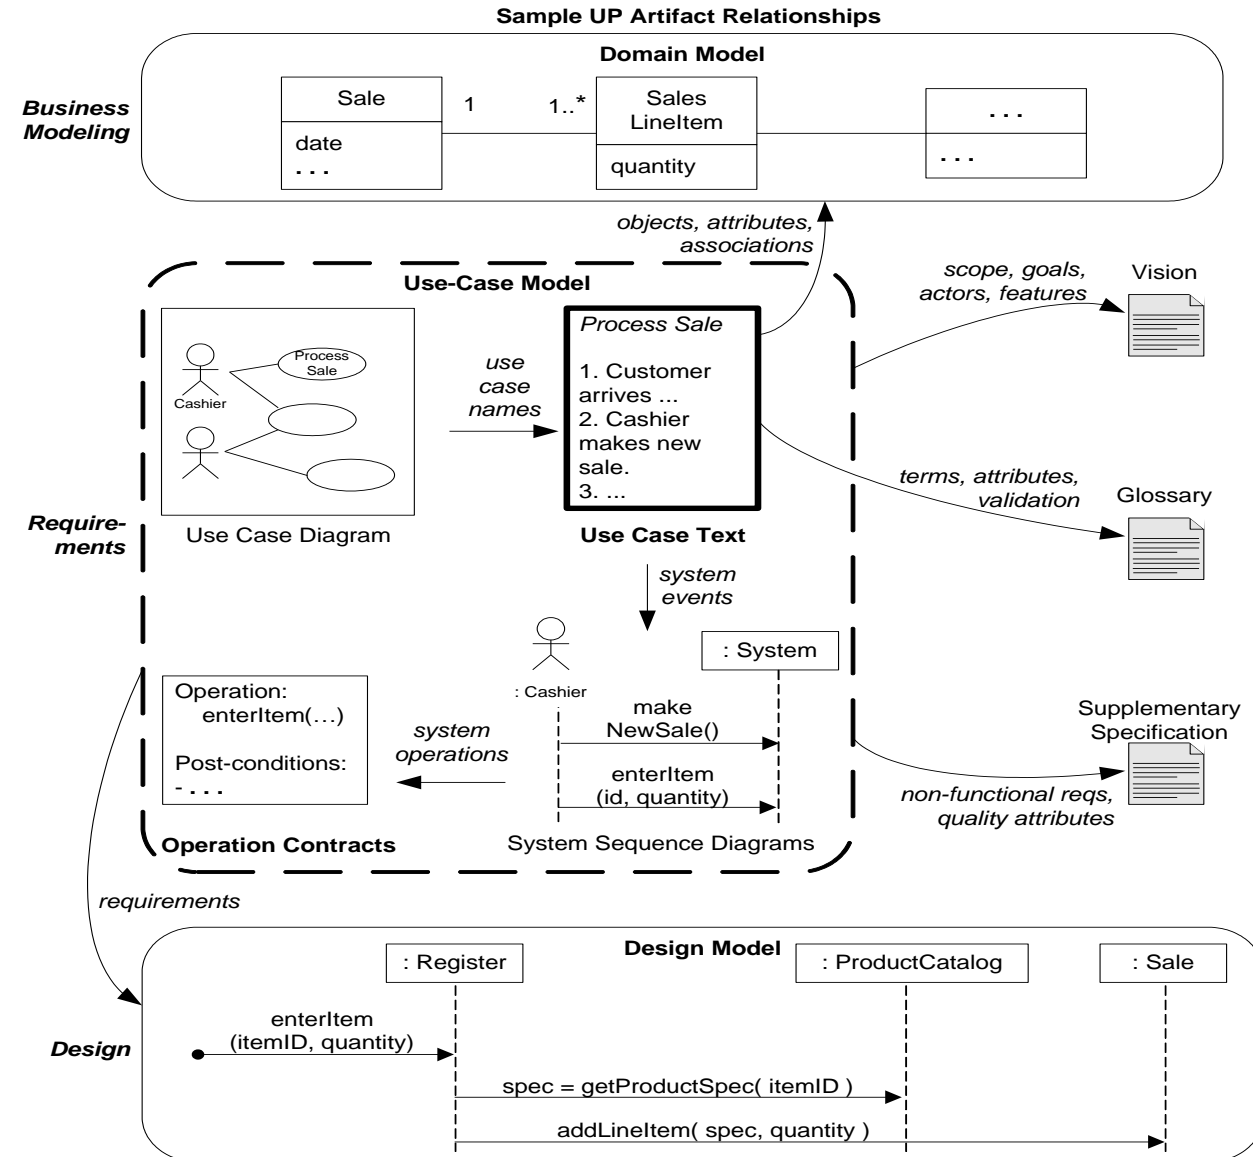 Sample UP Artifact Relationships
Domain Model
Business
Modeling
Sale
1
1..*
Sales
LineItem
. . .
date
. . .
quantity
. . .
objects, attributes,
associations
Use-Case Model
scope, goals,
actors, features
Vision
Process
Sale
Cashier
use
case
names
Process Sale
1. Customer
arrives ...
2. Cashier
makes new
sale.
3. ...
terms, attributes,
validation
Glossary
Require-
ments
Use Case Diagram
Use Case Text
system
events
: System
: Cashier
Operation:
enterItem(…)
Post-conditions:
- . . .
system
operations
make
NewSale()
enterItem
(id, quantity)
Supplementary
Specification
non-functional reqs,
quality attributes
Operation Contracts
System Sequence Diagrams
requirements
Design Model
: Register
: ProductCatalog
: Sale
Design
enterItem
(itemID, quantity)
spec = getProductSpec( itemID )
addLineItem( spec, quantity )